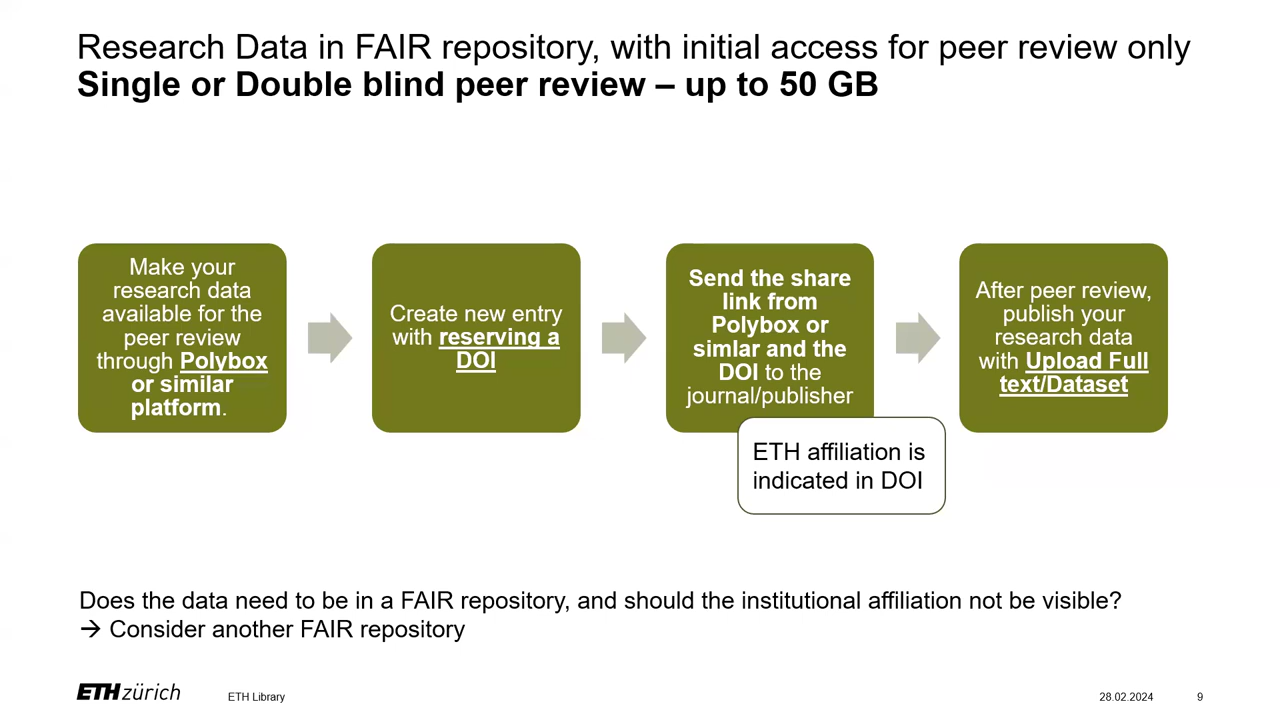 Research Data in FAIR repository, with initial access for peer review only
Single or Double blind peer review – up to 50 GB
Make your
research data
available for the
peer review
through Polybox
or similar
platform.
Create new entry
with reserving a
DOI
Send the share
link from
Polybox or
simlar and the
DOI to the
journal/publisher
ETH affiliation is
indicated in DOI
After peer review,
publish your
research data
with Upload Full
text/Dataset
Does the data need to be in a FAIR repository, and should the institutional affiliation not be visible?
→ Consider another FAIR repository
ETH zürich
ETH Library
28.02.2024
9